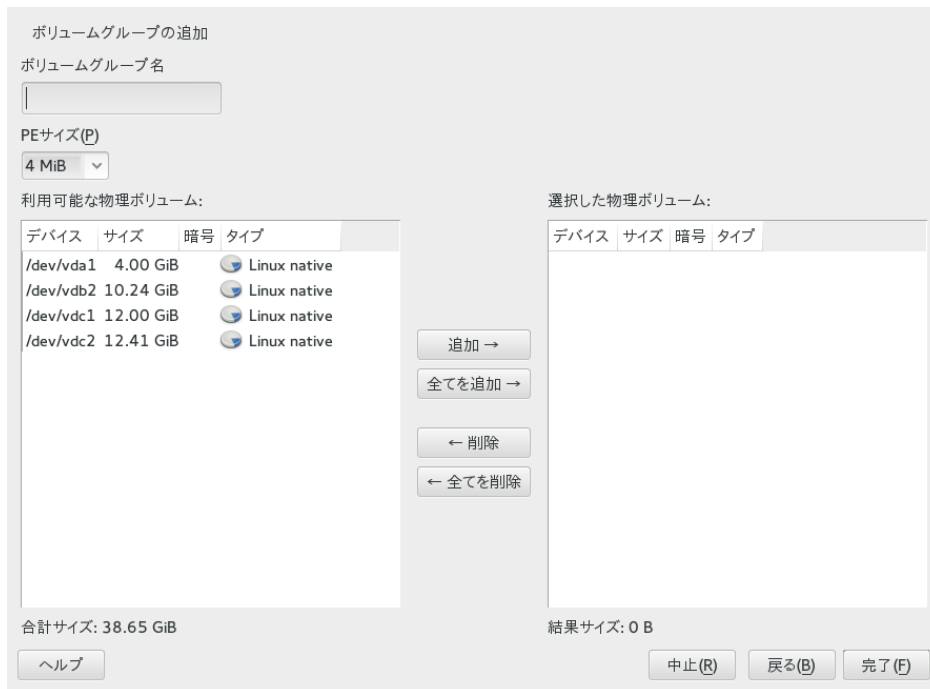 ボリュームグループの追加
ボリュームグループ名
PEサイズ(P)
4 MiB
利用可能な物理ボリューム:
デバイス サイズ 暗号 タイプ
/dev/vda1 4.00 GiB Linux native
/dev/vdb2 10.24 GiB Linux native
/dev/vdc1 12.00 GiB Linux native
/dev/vdc2 12.41 GiB Linux native
合計サイズ: 38.65 GiB
追加 →
全てを追加 →
← 削除
← 全てを削除
選択した物理ボリューム:
デバイス サイズ 暗号 タイプ
結果サイズ: 0 B
ヘルプ
中止(R)
戻る(B)
完了(F)